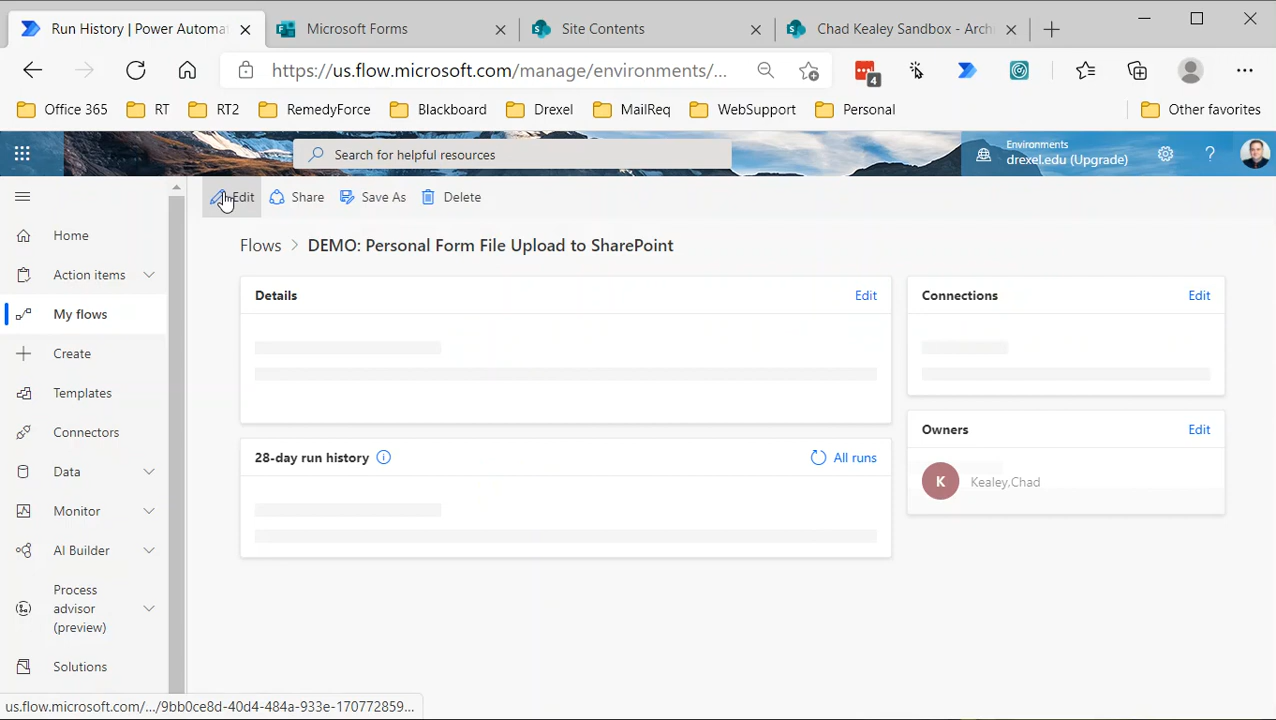 Run History | Power Automat
Microsoft Forms
Site Contents
Chad Kealey Sandbox - Arch
https://us.flow.microsoft.com/manage/environments/...
4
Office 365
RT
RT2
RemedyForce
Blackboard
Drexel
MailReq
WebSupport
Personal
Other favorites
Search for helpful resources
Environments
drexel.edu (Upgrade)
?
Edit
Share
Save As
Delete
Home
Action items
My flows
Create
Templates
Connectors
Data
Monitor
AI Builder
Process
advisor
(preview)
Solutions
Flows > DEMO: Personal Form File Upload to SharePoint
Details
Edit
28-day run history
All runs
Connections
Edit
Owners
Edit
K
Kealey,Chad
us.flow.microsoft.com/.../9bb0ce8d-40d4-484a-933e-170772859...